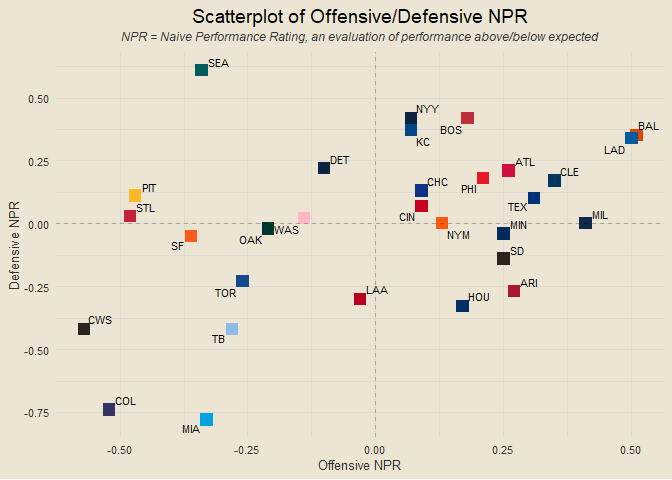 Scatterplot of Offensive/Defensive NPR
NPR = Naive Performance Rating, an evaluation of performance above/below expected
SEA
0.50
NYY
BOS
KC
BAL
LAD
0.25
DET
ATL
CLE
PIT
CHC
PHI
TEX
STL
CIN
MIL
0.00
WAS
NYM
MIN
SF
OAK
SD
Defensive NPR
-0.25
TOR
LAA
ARI
HOU
CWS
TB
-0.50
COL
-0.75
MIA
-0.50
-0.25
0.00
0.25
0.50
Offensive NPR